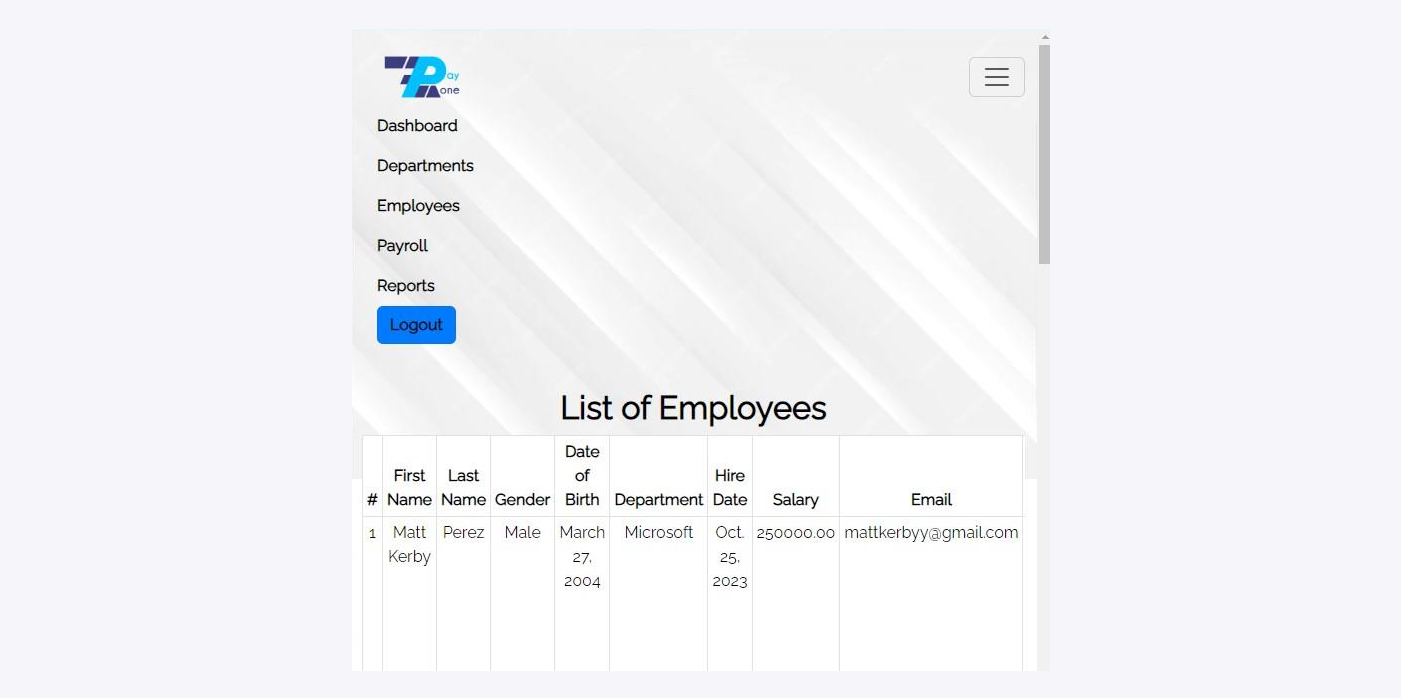 Pay
one
Dashboard
Departments
Employees
Payroll
Reports
Logout
List of Employees
# First Name Last Name Gender Date of Birth Department Hire Date Salary Email
1 Matt Kerby Perez Male March 27, 2004 Microsoft Oct. 25, 2023 250000.00 mattkerbyy@gmail.com